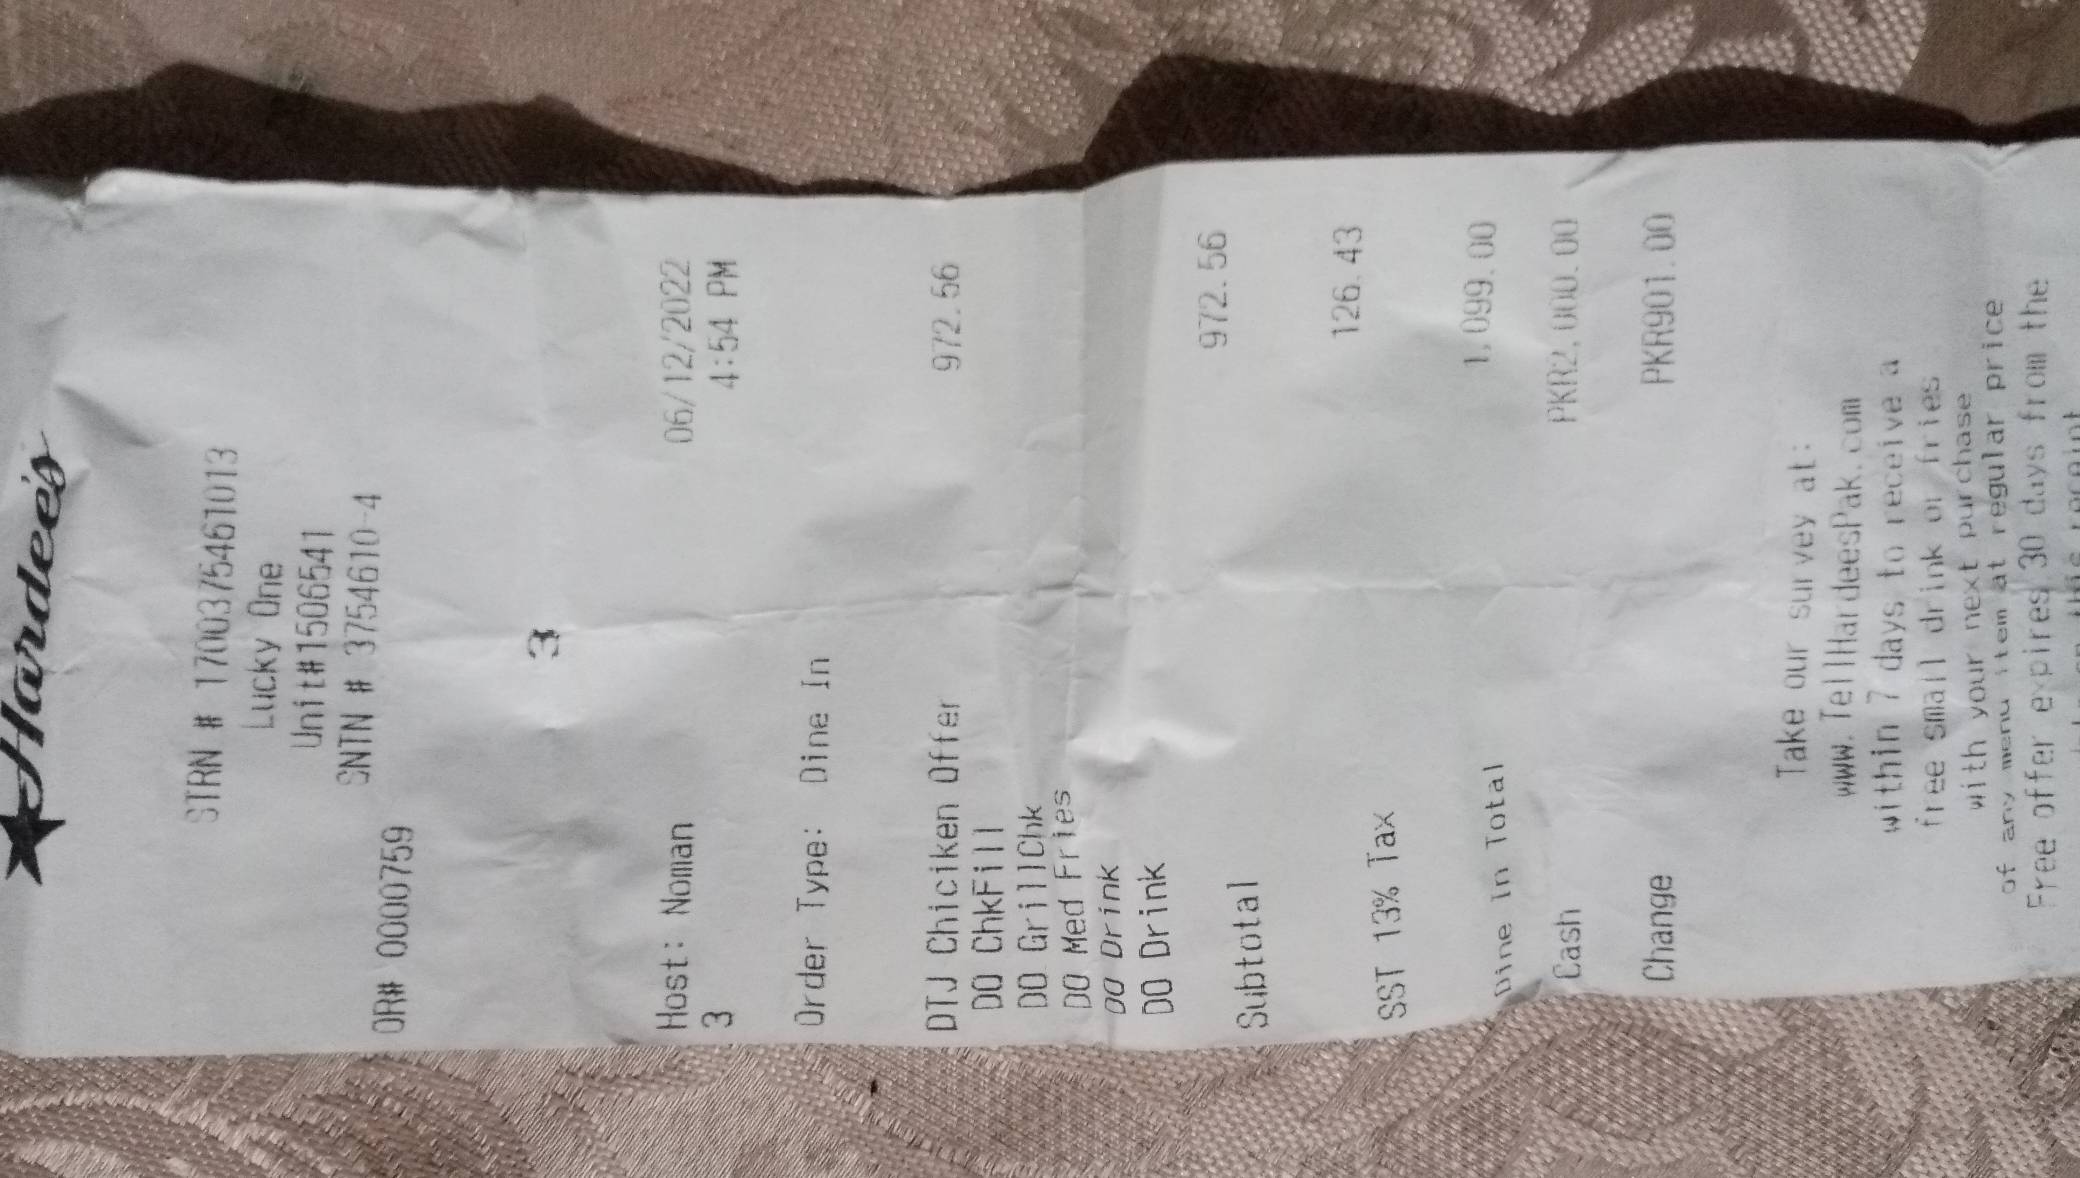 Hardee's
STRN # 1700375461013
Lucky One
Unit#1506541
SNTN # 3754610-4
OR# 0000759
3
Host: Noman 06/12/2022
3 4:54 PM
Order Type: Dine In
DTJ Chiciken Offer 972.56
DO ChkFill
DO GrillChk
DO Med Fries
DO Drink
DO Drink
Subtotal 972.56
SST 13% Tax 126.43
Dine In Total 1,099.00
Cash PKR2,000.00
Change PKR901.00
Take our survey at:
www.TellHardeesPak.com
within 7 days to receive a
free small drink or fries
with your next purchase
of any menu item at regular price
Free offer expires 30 days from the
receipt